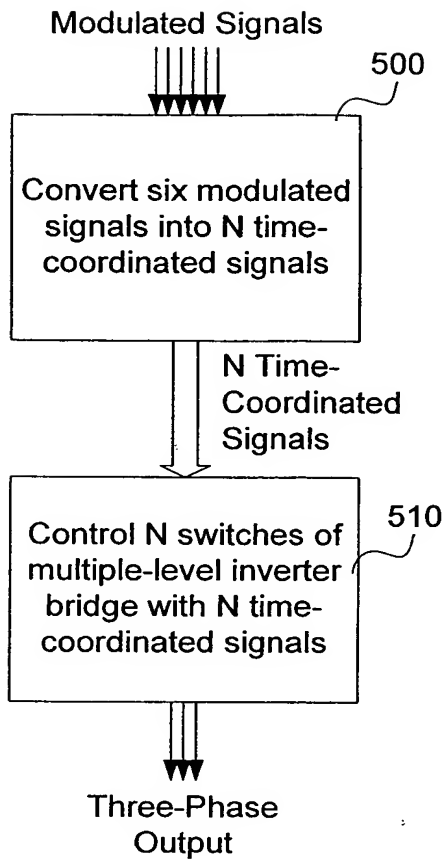 Modulated Signals
500
Convert six modulated
signals into N time-
coordinated signals
N Time-
Coordinated
Signals
510
Control N switches of
multiple-level inverter
bridge with N time-
coordinated signals
Three-Phase
Output